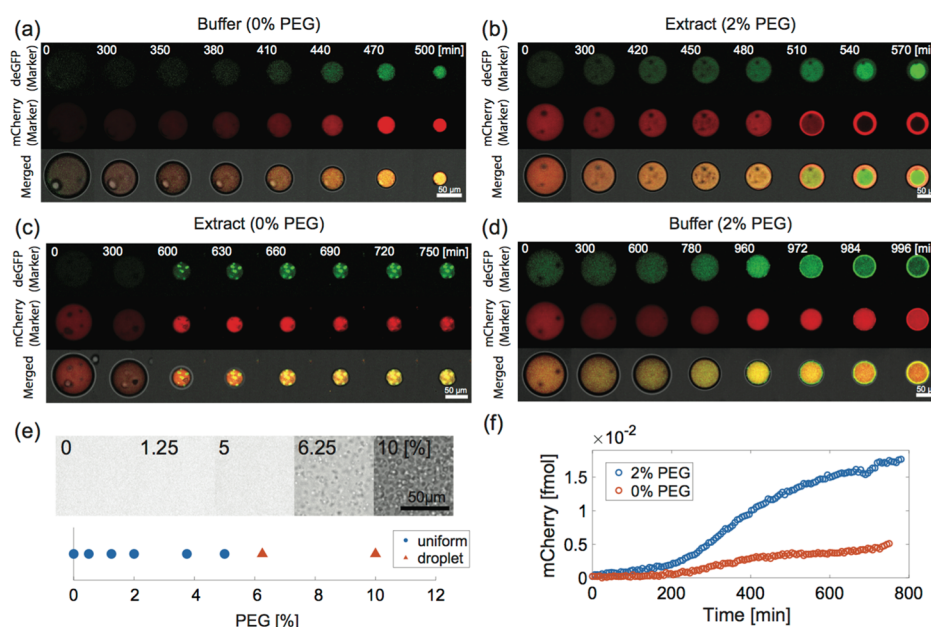 (a) Buffer (0% PEG)
0 300 350 380 410 440 470 500 [min]
deGFP (Marker)
mCherry (Marker)
Merged
50 µm
(b) Extract (2% PEG)
0 300 420 450 480 510 540 570 [min]
deGFP (Marker)
mCherry (Marker)
Merged
50 µm
(c) Extract (0% PEG)
0 300 600 630 660 690 720 750 [min]
deGFP (Marker)
mCherry (Marker)
Merged
50 µm
(d) Buffer (2% PEG)
0 300 600 780 960 972 984 996 [min]
deGFP (Marker)
mCherry (Marker)
Merged
50 µm
(e)
0 1.25 5 6.25 10 [%]
50µm
uniform
droplet
0 2 4 6 8 10 12
PEG [%]
(f)
×10⁻²
1.5
1
0.5
0
mCherry [fmol]
2% PEG
0% PEG
0 200 400 600 800
Time [min]